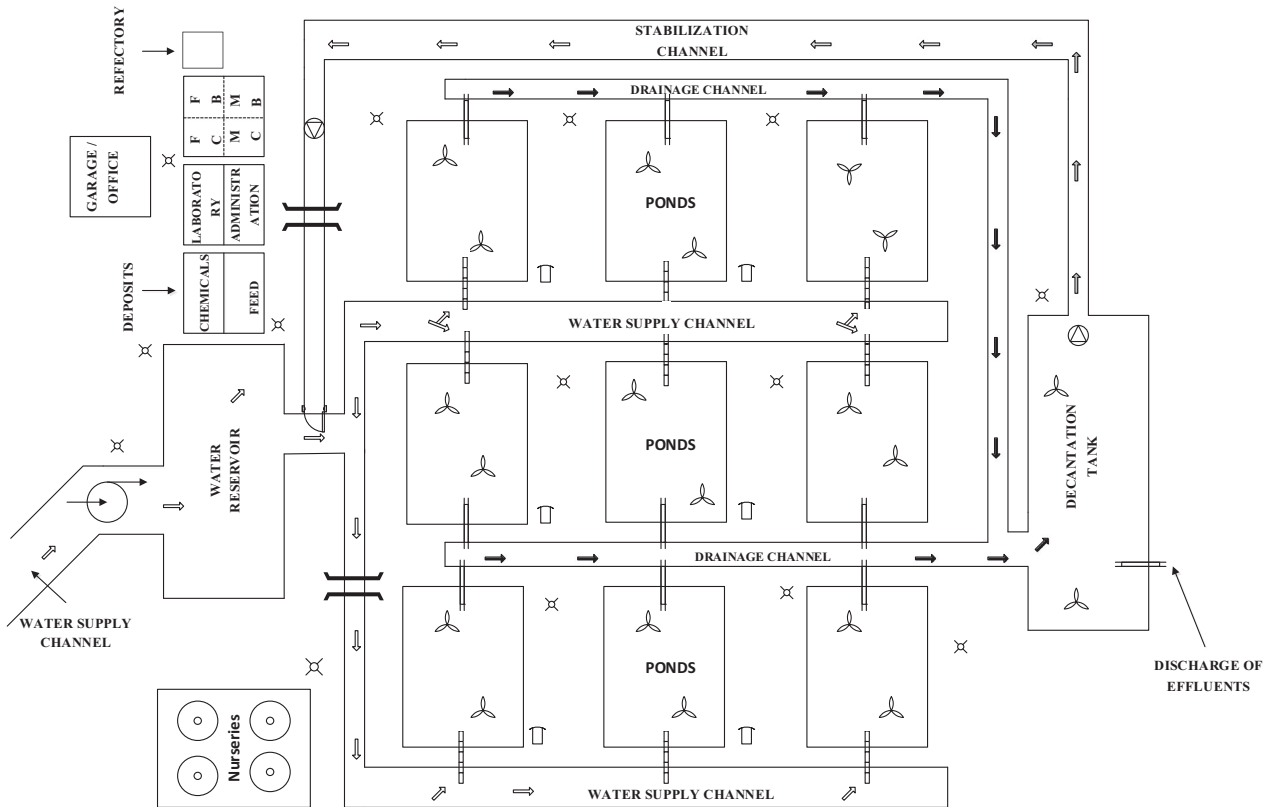 STABILIZATION
CHANNEL
REFECTORY
DRAINAGE CHANNEL
F F B M B
F C M C
GARAGE /
OFFICE
LABORATO
RY
ADMINISTR
ATION
PONDS
DEPOSITS
CHEMICALS
FEED
WATER SUPPLY CHANNEL
WATER
RESERVOIR
PONDS
DECANTATION
TANK
DRAINAGE CHANNEL
WATER SUPPLY
CHANNEL
PONDS
DISCHARGE OF
EFFLUENTS
Nurseries
WATER SUPPLY CHANNEL